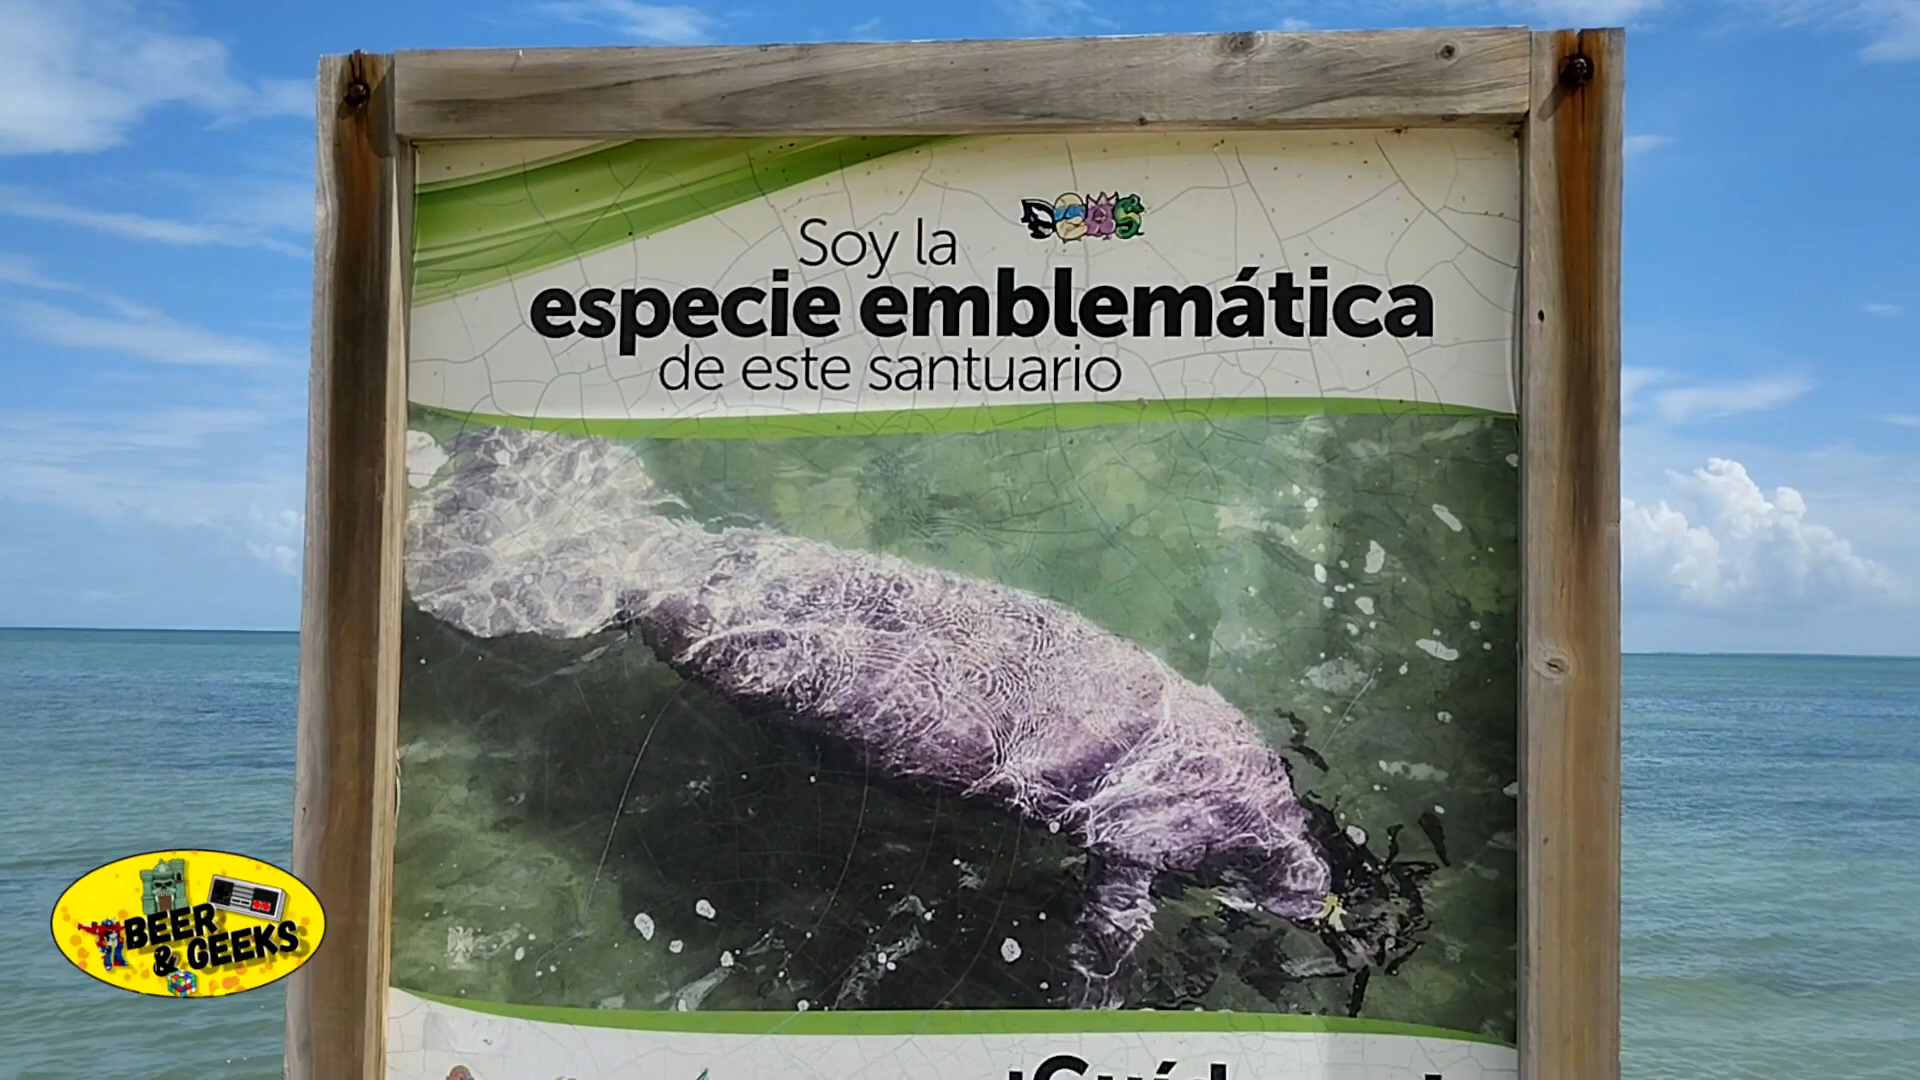 Soy la
especie emblemática
de este santuario
BEER
& GEEKS